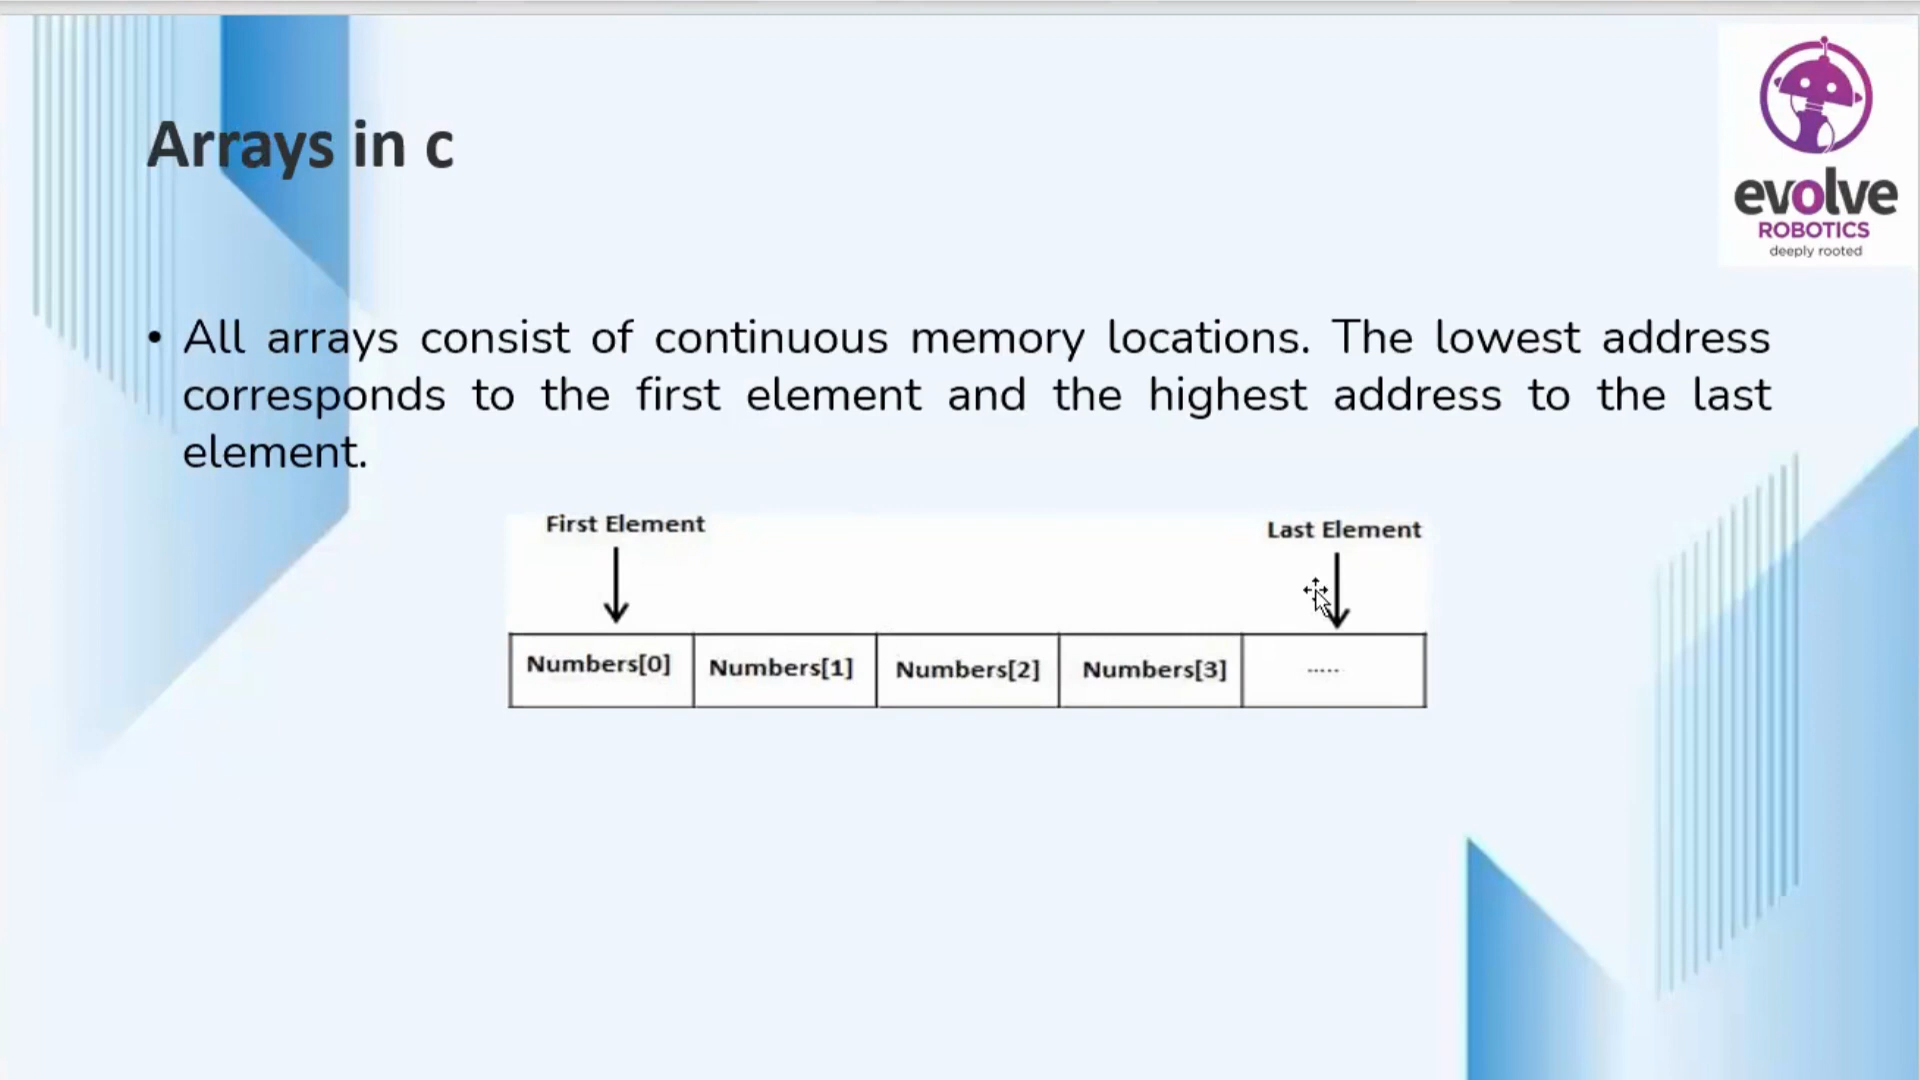 Arrays in c
evolve
ROBOTICS
deeply rooted
• All arrays consist of continuous memory locations. The lowest address
corresponds to the first element and the highest address to the last
element.
First Element
Last Element
Numbers[0] Numbers[1] Numbers[2] Numbers[3] .....